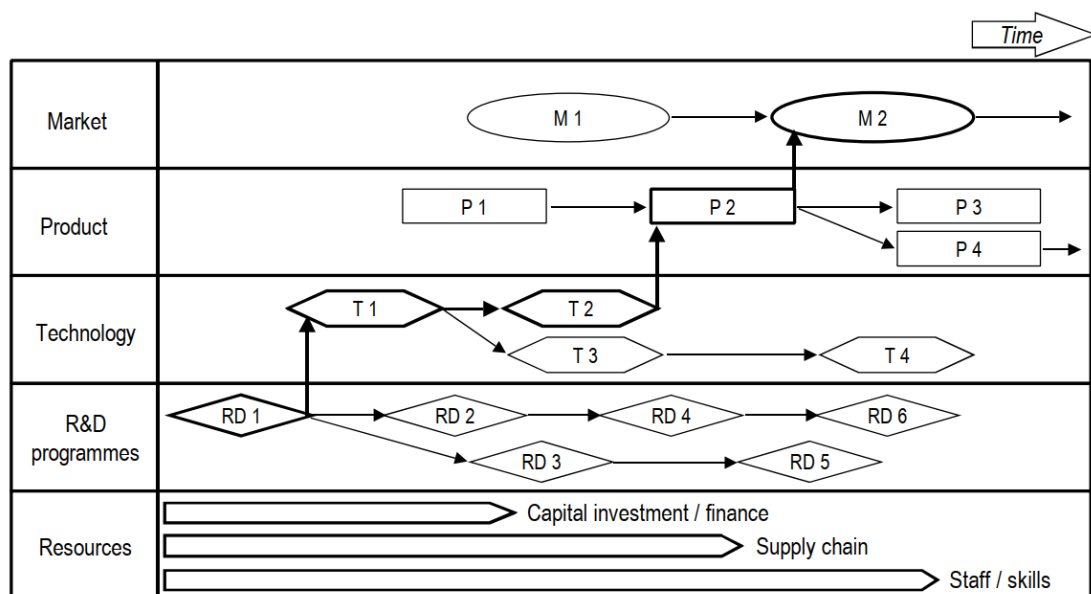 Time
Market
M 1
M 2
Product
P 1
P 2
P 3
P 4
Technology
T 1
T 2
T 3
T 4
R&D
programmes
RD 1
RD 2
RD 4
RD 6
RD 3
RD 5
Resources
Capital investment / finance
Supply chain
Staff / skills